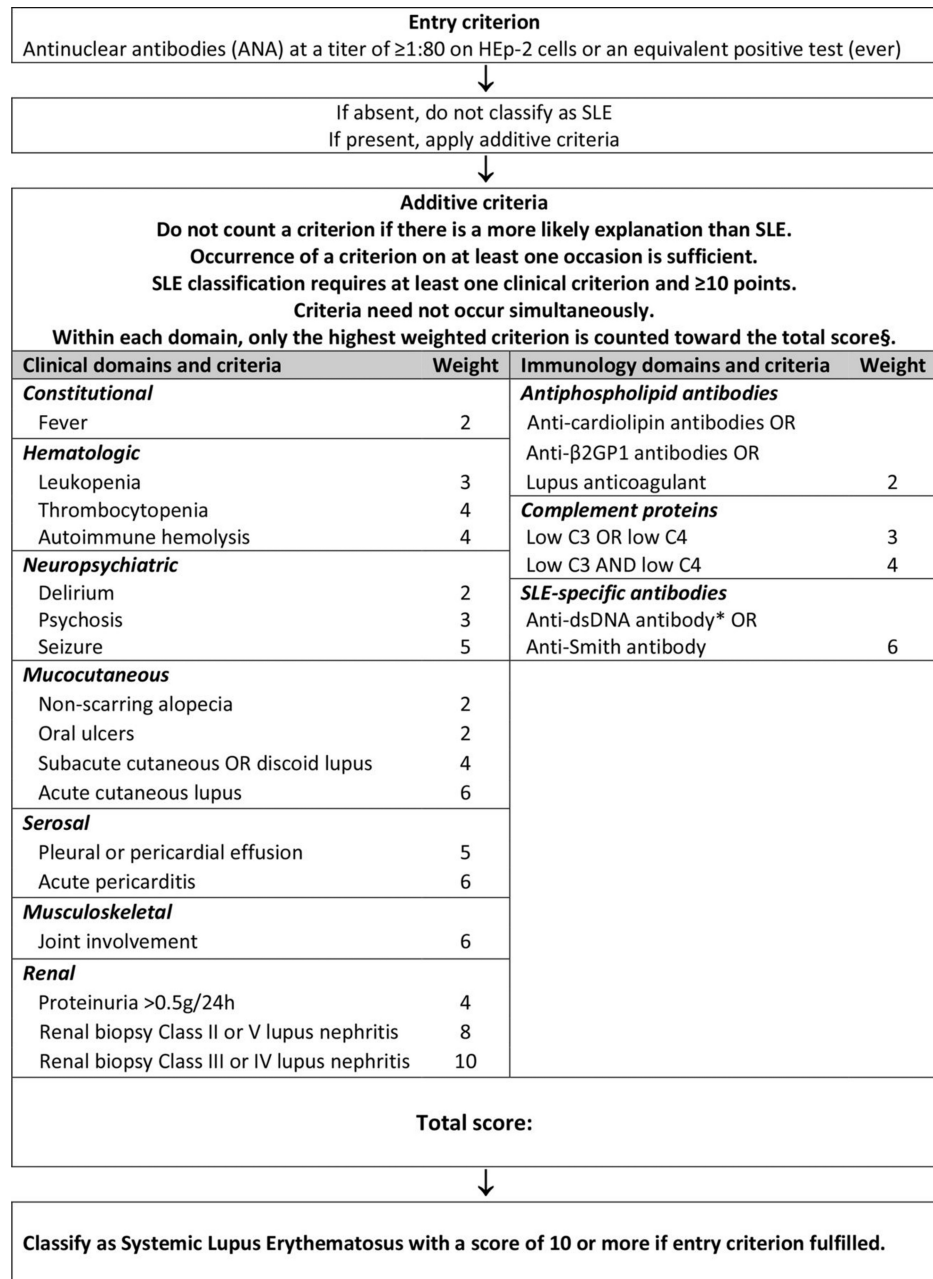 Entry criterion
Antinuclear antibodies (ANA) at a titer of ≥1:80 on HEp-2 cells or an equivalent positive test (ever)
↓
If absent, do not classify as SLE
If present, apply additive criteria
↓
Additive criteria
Do not count a criterion if there is a more likely explanation than SLE.
Occurrence of a criterion on at least one occasion is sufficient.
SLE classification requires at least one clinical criterion and ≥10 points.
Criteria need not occur simultaneously.
Within each domain, only the highest weighted criterion is counted toward the total score§.
Clinical domains and criteria Weight
Constitutional
Fever 2
Hematologic
Leukopenia 3
Thrombocytopenia 4
Autoimmune hemolysis 4
Neuropsychiatric
Delirium 2
Psychosis 3
Seizure 5
Mucocutaneous
Non-scarring alopecia 2
Oral ulcers 2
Subacute cutaneous OR discoid lupus 4
Acute cutaneous lupus 6
Serosal
Pleural or pericardial effusion 5
Acute pericarditis 6
Musculoskeletal
Joint involvement 6
Renal
Proteinuria >0.5g/24h 4
Renal biopsy Class II or V lupus nephritis 8
Renal biopsy Class III or IV lupus nephritis 10
Immunology domains and criteria Weight
Antiphospholipid antibodies
Anti-cardiolipin antibodies OR
Anti-β2GP1 antibodies OR
Lupus anticoagulant 2
Complement proteins
Low C3 OR low C4 3
Low C3 AND low C4 4
SLE-specific antibodies
Anti-dsDNA antibody* OR
Anti-Smith antibody 6
Total score:
↓
Classify as Systemic Lupus Erythematosus with a score of 10 or more if entry criterion fulfilled.